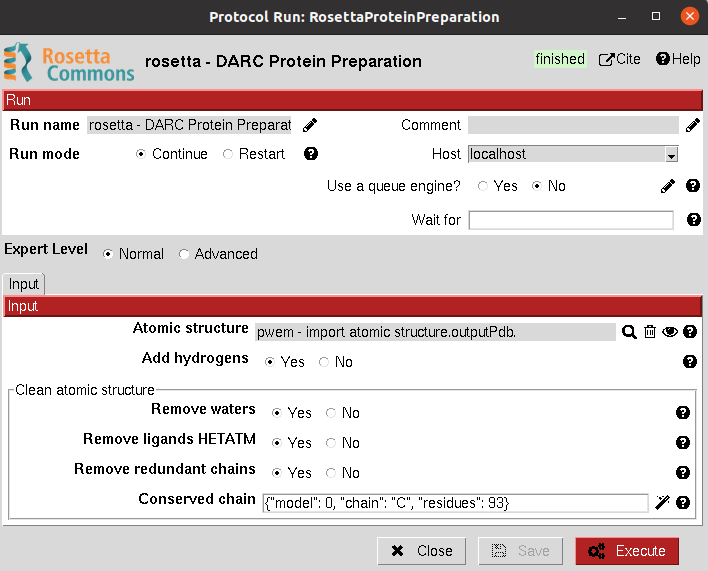 Protocol Run: RosettaProteinPreparation
Rosetta Commons rosetta - DARC Protein Preparation finished Cite Help
Run
Run name rosetta - DARC Protein Preparat Comment
Run mode Continue Restart Host localhost
Use a queue engine? Yes No
Wait for
Expert Level Normal Advanced
Input
Input
Atomic structure pwem - import atomic structure.outputPdb.
Add hydrogens Yes No
Clean atomic structure
Remove waters Yes No
Remove ligands HETATM Yes No
Remove redundant chains Yes No
Conserved chain {"model": 0, "chain": "C", "residues": 93}
Close Save Execute